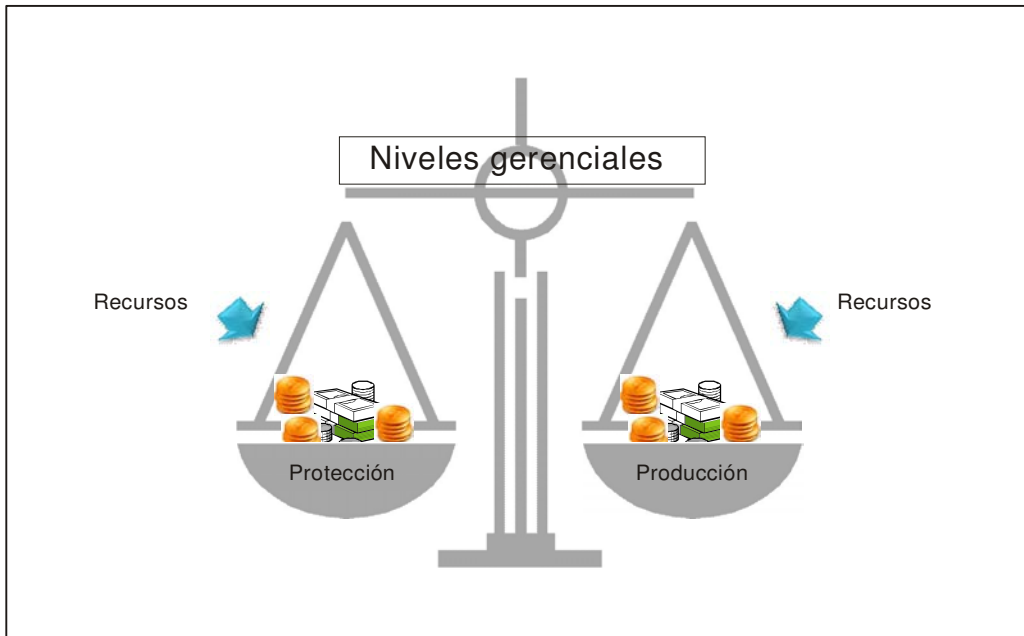 Niveles gerenciales
Recursos
Recursos
Protección
Producción